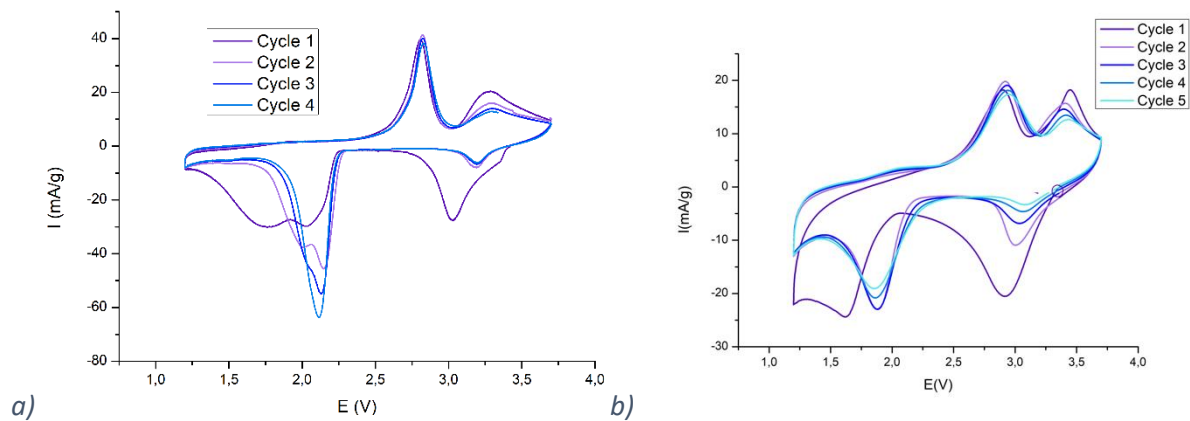 Cycle 1
Cycle 2
Cycle 3
Cycle 4
40
20
0
-20
-40
-60
-80
I (mA/g)
1,0
1,5
2,0
2,5
3,0
3,5
4,0
E (V)
a)
Cycle 1
Cycle 2
Cycle 3
Cycle 4
Cycle 5
30
20
10
0
-10
-20
-30
I(mA/g)
1,0
1,5
2,0
2,5
3,0
3,5
4,0
E(V)
b)